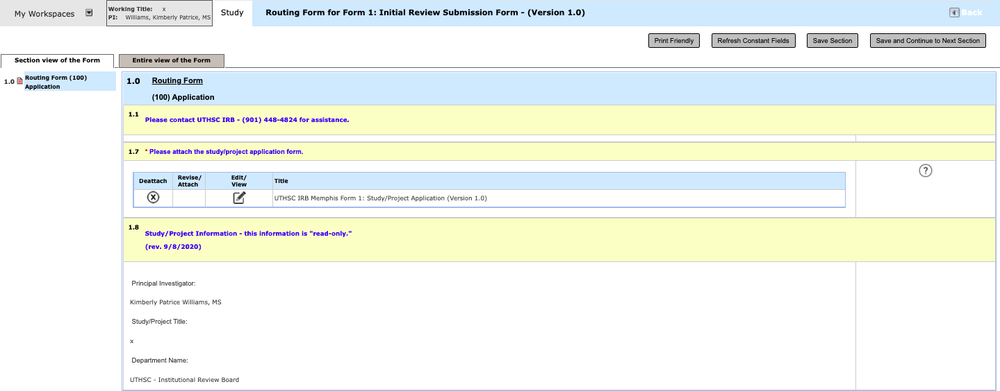 My Workspaces
Working Title: x
PI: Williams, Kimberly Patrice, MS
Study
Routing Form for Form 1: Initial Review Submission Form - (Version 1.0)
Back
Print Friendly
Refresh Constant Fields
Save Section
Save and Continue to Next Section
Section view of the Form
Entire view of the Form
1.0 Routing Form (100)
Application
1.0 Routing Form
(100) Application
1.1
Please contact UTHSC IRB - (901) 448-4824 for assistance.
1.7 * Please attach the study/project application form.
?
Deattach Revise/ Attach Edit/ View Title
X
UTHSC IRB Memphis Form 1: Study/Project Application (Version 1.0)
1.8
Study/Project Information - this information is "read-only."
(rev. 9/8/2020)
Principal Investigator:
Kimberly Patrice Williams, MS
Study/Project Title:
x
Department Name:
UTHSC - Institutional Review Board